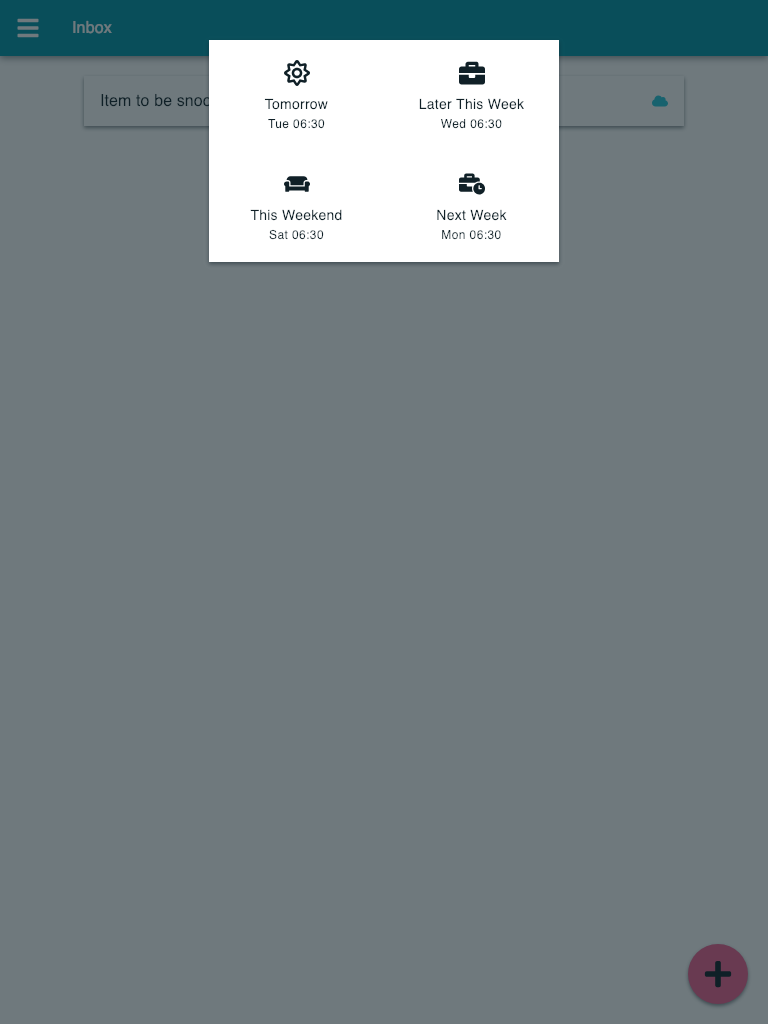 Inbox
Item to be snoo
Tomorrow
Tue 06:30
Later This Week
Wed 06:30
This Weekend
Sat 06:30
Next Week
Mon 06:30